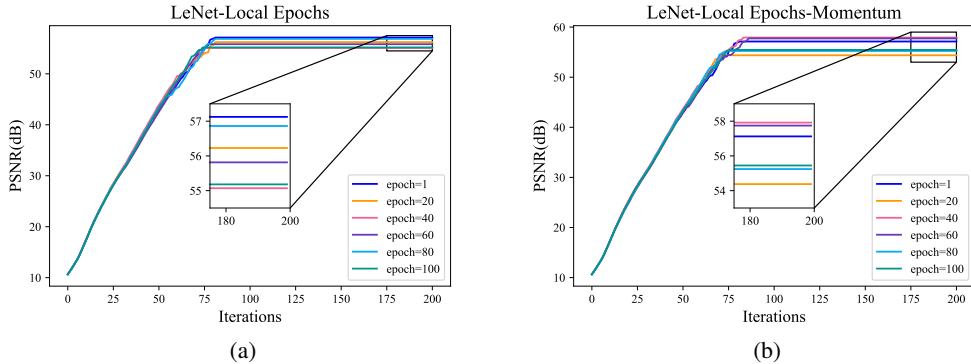 LeNet-Local Epochs
PSNR(dB)
50
40
30
20
10
57
56
55
180
200
epoch=1
epoch=20
epoch=40
epoch=60
epoch=80
epoch=100
0
25
50
75
100
125
150
175
200
Iterations
(a)
LeNet-Local Epochs-Momentum
PSNR(dB)
60
50
40
30
20
10
58
56
54
180
200
epoch=1
epoch=20
epoch=40
epoch=60
epoch=80
epoch=100
0
25
50
75
100
125
150
175
200
Iterations
(b)